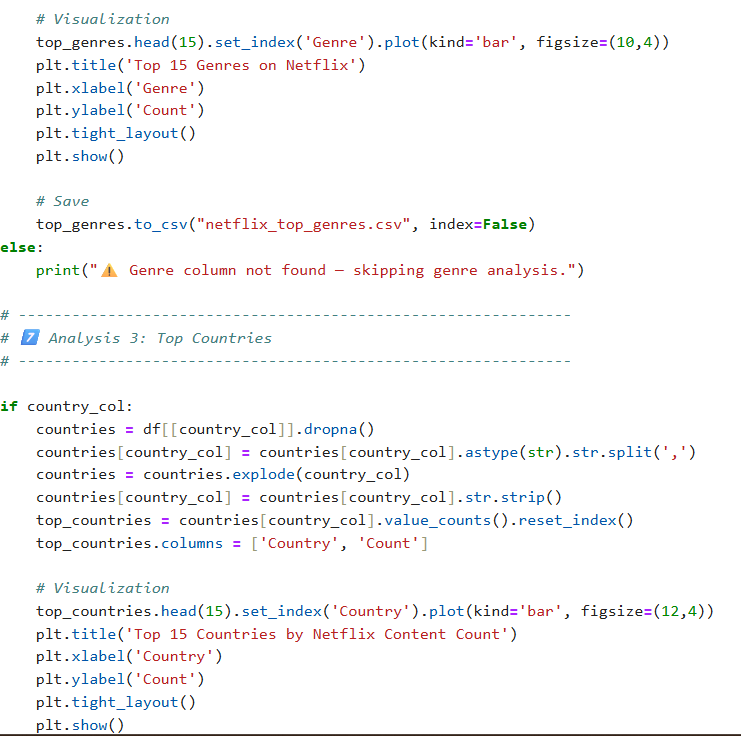 # Visualization
    top_genres.head(15).set_index('Genre').plot(kind='bar', figsize=(10,4))
    plt.title('Top 15 Genres on Netflix')
    plt.xlabel('Genre')
    plt.ylabel('Count')
    plt.tight_layout()
    plt.show()

    # Save
    top_genres.to_csv("netflix_top_genres.csv", index=False)
else:
    print("⚠️ Genre column not found — skipping genre analysis.")

# --------------------------------------------------------------
# 7️⃣ Analysis 3: Top Countries
# --------------------------------------------------------------

if country_col:
    countries = df[[country_col]].dropna()
    countries[country_col] = countries[country_col].astype(str).str.split(',')
    countries = countries.explode(country_col)
    countries[country_col] = countries[country_col].str.strip()
    top_countries = countries[country_col].value_counts().reset_index()
    top_countries.columns = ['Country', 'Count']

    # Visualization
    top_countries.head(15).set_index('Country').plot(kind='bar', figsize=(12,4))
    plt.title('Top 15 Countries by Netflix Content Count')
    plt.xlabel('Country')
    plt.ylabel('Count')
    plt.tight_layout()
    plt.show()